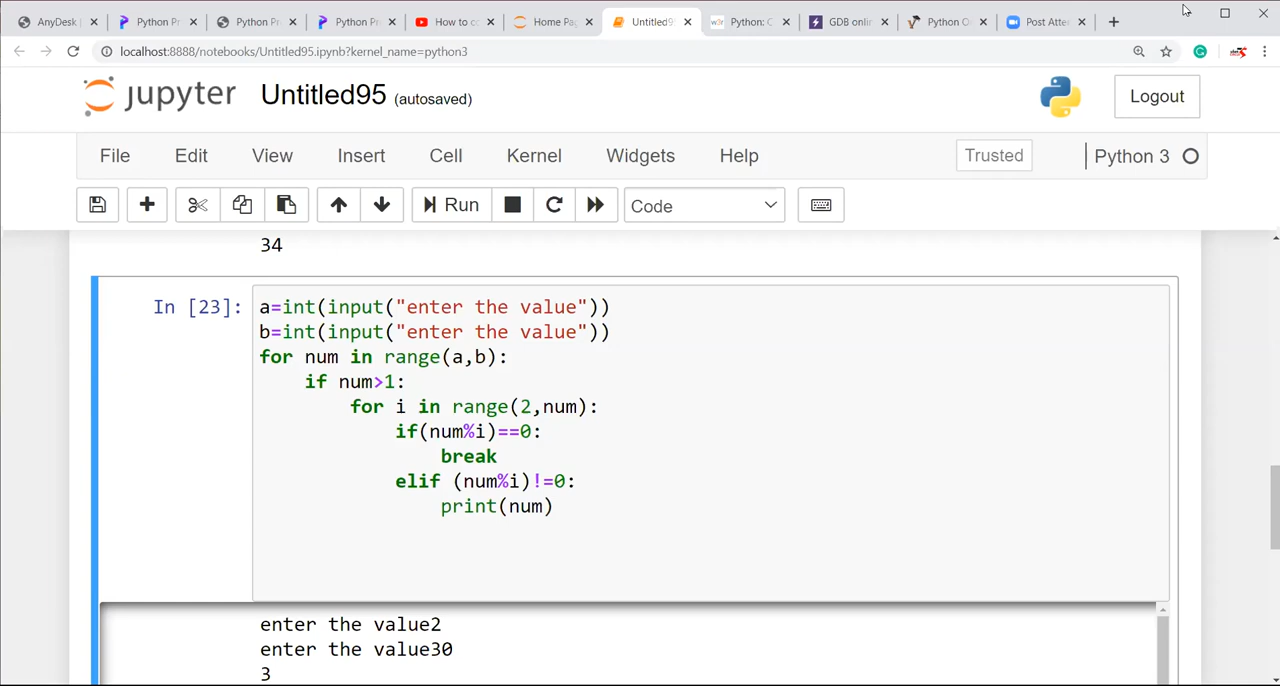 AnyDesk
Python Pr
Python Pr
Python Pr
How to c
Home Pa
Untitled9
Python: C
GDB onli
Python O
Post Atte
localhost:8888/notebooks/Untitled95.ipynb?kernel_name=python3
jupyter Untitled95 (autosaved)
Logout
File Edit View Insert Cell Kernel Widgets Help
Trusted
Python 3
Run
Code
34
In [23]:
a=int(input("enter the value"))
b=int(input("enter the value"))
for num in range(a,b):
    if num>1:
        for i in range(2,num):
            if(num%i)==0:
                break
            elif (num%i)!=0:
                print(num)
enter the value2
enter the value30
3